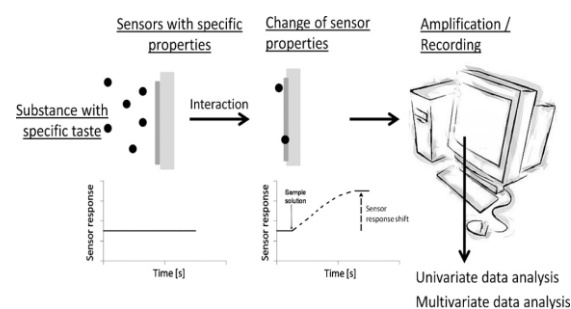 Sensors with specific
properties
Change of sensor
properties
Amplification /
Recording
Substance with
specific taste
Interaction
Sensor response
Time [s]
Sensor response
Sample
solution
Sensor
response shift
Time [s]
Univariate data analysis
Multivariate data analysis